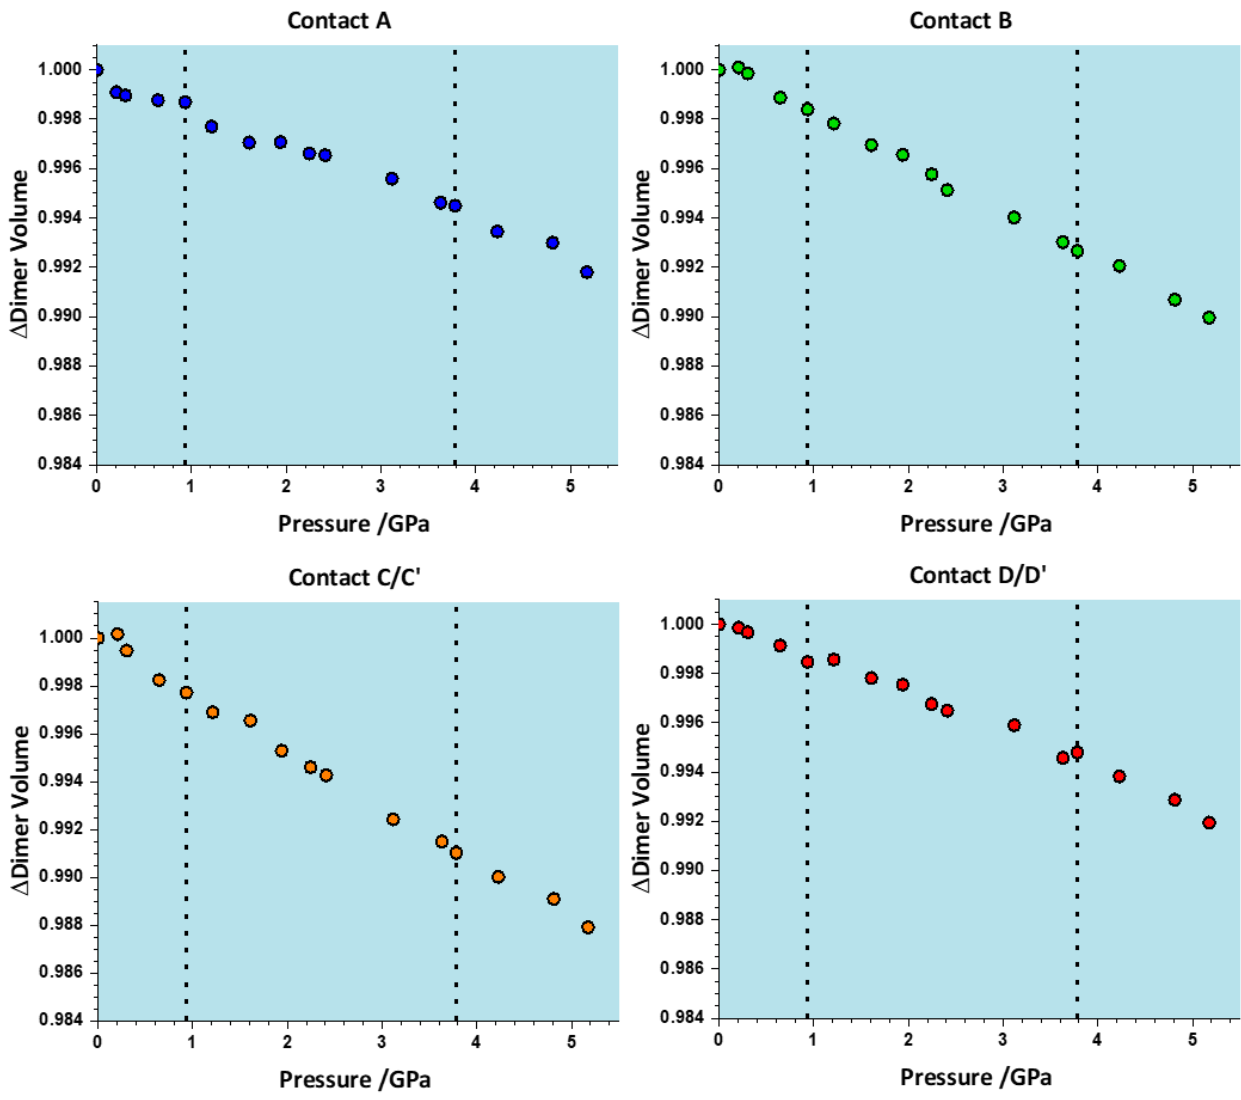 Contact A
ΔDimer Volume
1.000
0.998
0.996
0.994
0.992
0.990
0.988
0.986
0.984
0 1 2 3 4 5
Pressure /GPa
Contact B
ΔDimer Volume
1.000
0.998
0.996
0.994
0.992
0.990
0.988
0.986
0.984
0 1 2 3 4 5
Pressure /GPa
Contact C/C'
ΔDimer Volume
1.000
0.998
0.996
0.994
0.992
0.990
0.988
0.986
0.984
0 1 2 3 4 5
Pressure /GPa
Contact D/D'
ΔDimer Volume
1.000
0.998
0.996
0.994
0.992
0.990
0.988
0.986
0.984
0 1 2 3 4 5
Pressure /GPa